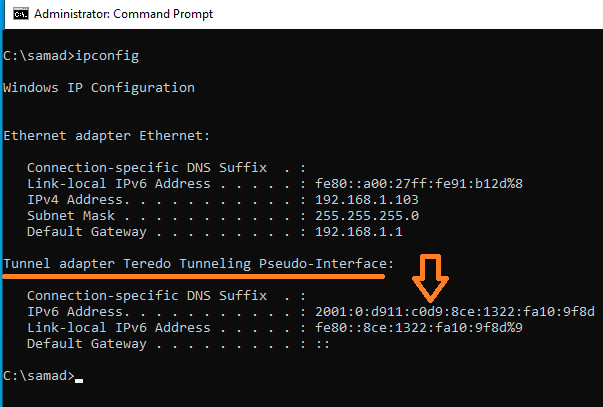 Administrator: Command Prompt
C:\samad>ipconfig
Windows IP Configuration
Ethernet adapter Ethernet:
Connection-specific DNS Suffix  . :
Link-local IPv6 Address . . . . . : fe80::a00:27ff:fe91:b12d%8
IPv4 Address. . . . . . . . . . . : 192.168.1.103
Subnet Mask . . . . . . . . . . . : 255.255.255.0
Default Gateway . . . . . . . . . : 192.168.1.1
Tunnel adapter Teredo Tunneling Pseudo-Interface:
Connection-specific DNS Suffix  . :
IPv6 Address. . . . . . . . . . . : 2001:0:d911:c0d9:8ce:1322:fa10:9f8d
Link-local IPv6 Address . . . . . : fe80::8ce:1322:fa10:9f8d%9
Default Gateway . . . . . . . . . : ::
C:\samad>